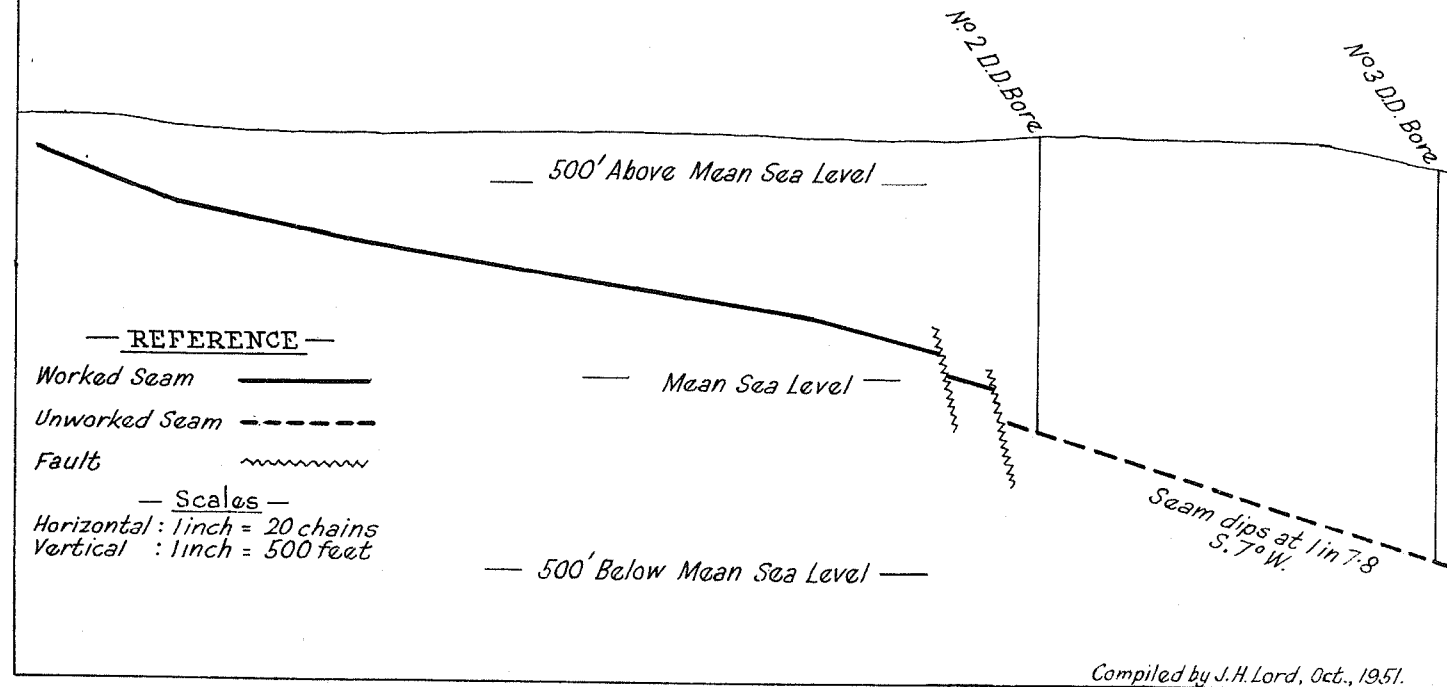 No. 2 D.D. Bore
No 3 D.D. Bore
500' Above Mean Sea Level
— REFERENCE —
Worked Seam
Mean Sea Level
Unworked Seam
Fault
— Scales —
Horizontal : 1 inch = 20 chains
Vertical : 1 inch = 500 feet
Seam dips at 1 in 7·8
S. 7° W.
500' Below Mean Sea Level
Compiled by J.H. Lord, Oct., 1951.